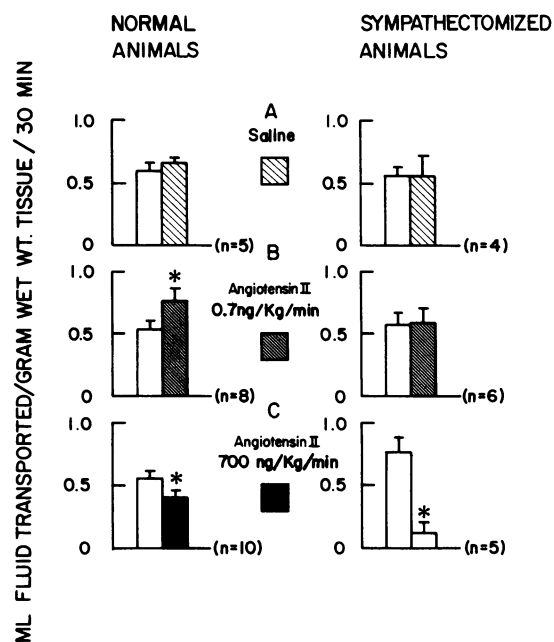 NORMAL
ANIMALS
SYMPATHECTOMIZED
ANIMALS
ML FLUID TRANSPORTED/GRAM WET WT. TISSUE / 30 MIN
A
Saline
1.0
0.5
0
(n=5)
1.0
0.5
0
(n=4)
B
Angiotensin II
0.7ng/Kg/min
1.0
0.5
0
*
(n=8)
1.0
0.5
0
(n=6)
C
Angiotensin II
700 ng/Kg/min
1.0
0.5
0
*
(n=10)
1.0
0.5
0
*
(n=5)